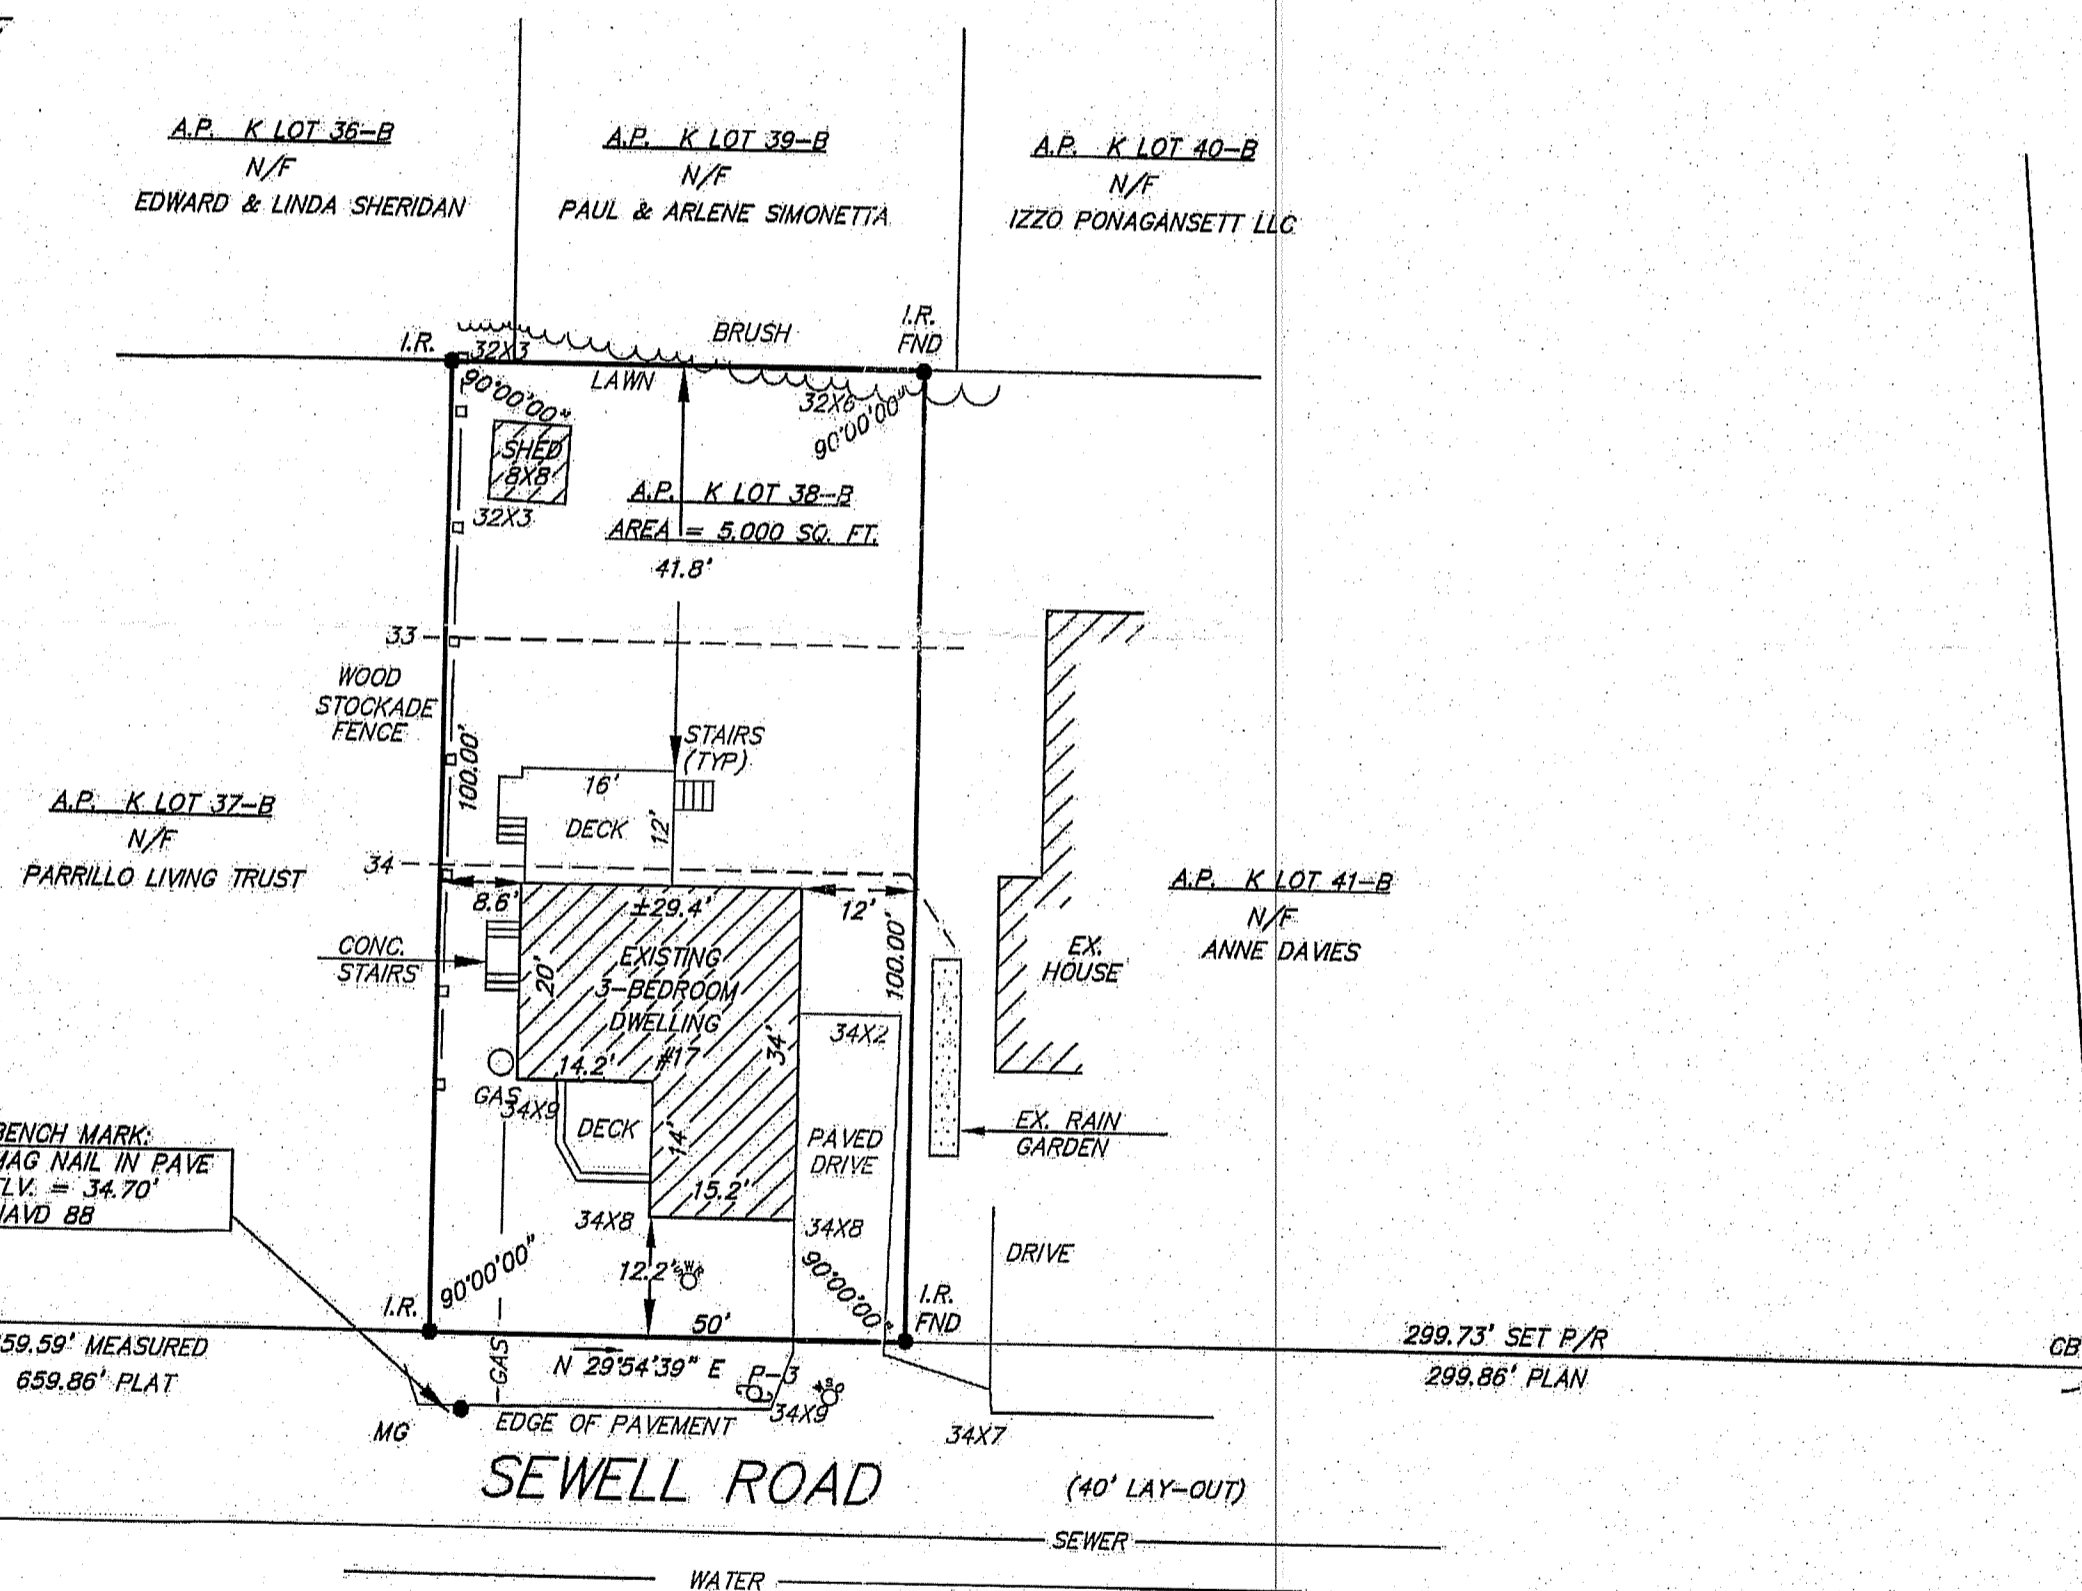 A.P. K LOT 36-B
N/F
EDWARD & LINDA SHERIDAN
A.P. K LOT 39-B
N/F
PAUL & ARLENE SIMONETTA
A.P. K LOT 40-B
N/F
IZZO PONAGANSETT LLC
I.R.
32X3
BRUSH
I.R.
FND
LAWN
90°00'00"
32X6
90°00'00"
SHED
8X8
32X3
A.P. K LOT 38-B
AREA = 5.000 SQ. FT.
41.8'
33
WOOD
STOCKADE
FENCE
100.00'
STAIRS
(TYP)
16'
DECK
12'
A.P. K LOT 37-B
N/F
PARRILLO LIVING TRUST
34
8.6'
±29.4'
12'
A.P. K LOT 41-B
N/F
ANNE DAVIES
CONC.
STAIRS
20'
EXISTING
3-BEDROOM
DWELLING
#17
100.00'
EX.
HOUSE
34X2
34'
14.2'
GAS
34X9
DECK
14'
PAVED
DRIVE
EX. RAIN
GARDEN
15.2'
BENCH MARK:
MAG NAIL IN PAVE
ELV. = 34.70'
NAVD 88
34X8
34X8
90°00'00"
12.2'
SWR
90°00'00"
DRIVE
I.R.
50'
I.R.
FND
59.59' MEASURED
659.86' PLAT
GAS
N 29°54'39" E
P-3
299.73' SET P/R
299.86' PLAN
CB
MG
EDGE OF PAVEMENT
34X9
34X7
SEWELL ROAD
(40' LAY-OUT)
SEWER
WATER